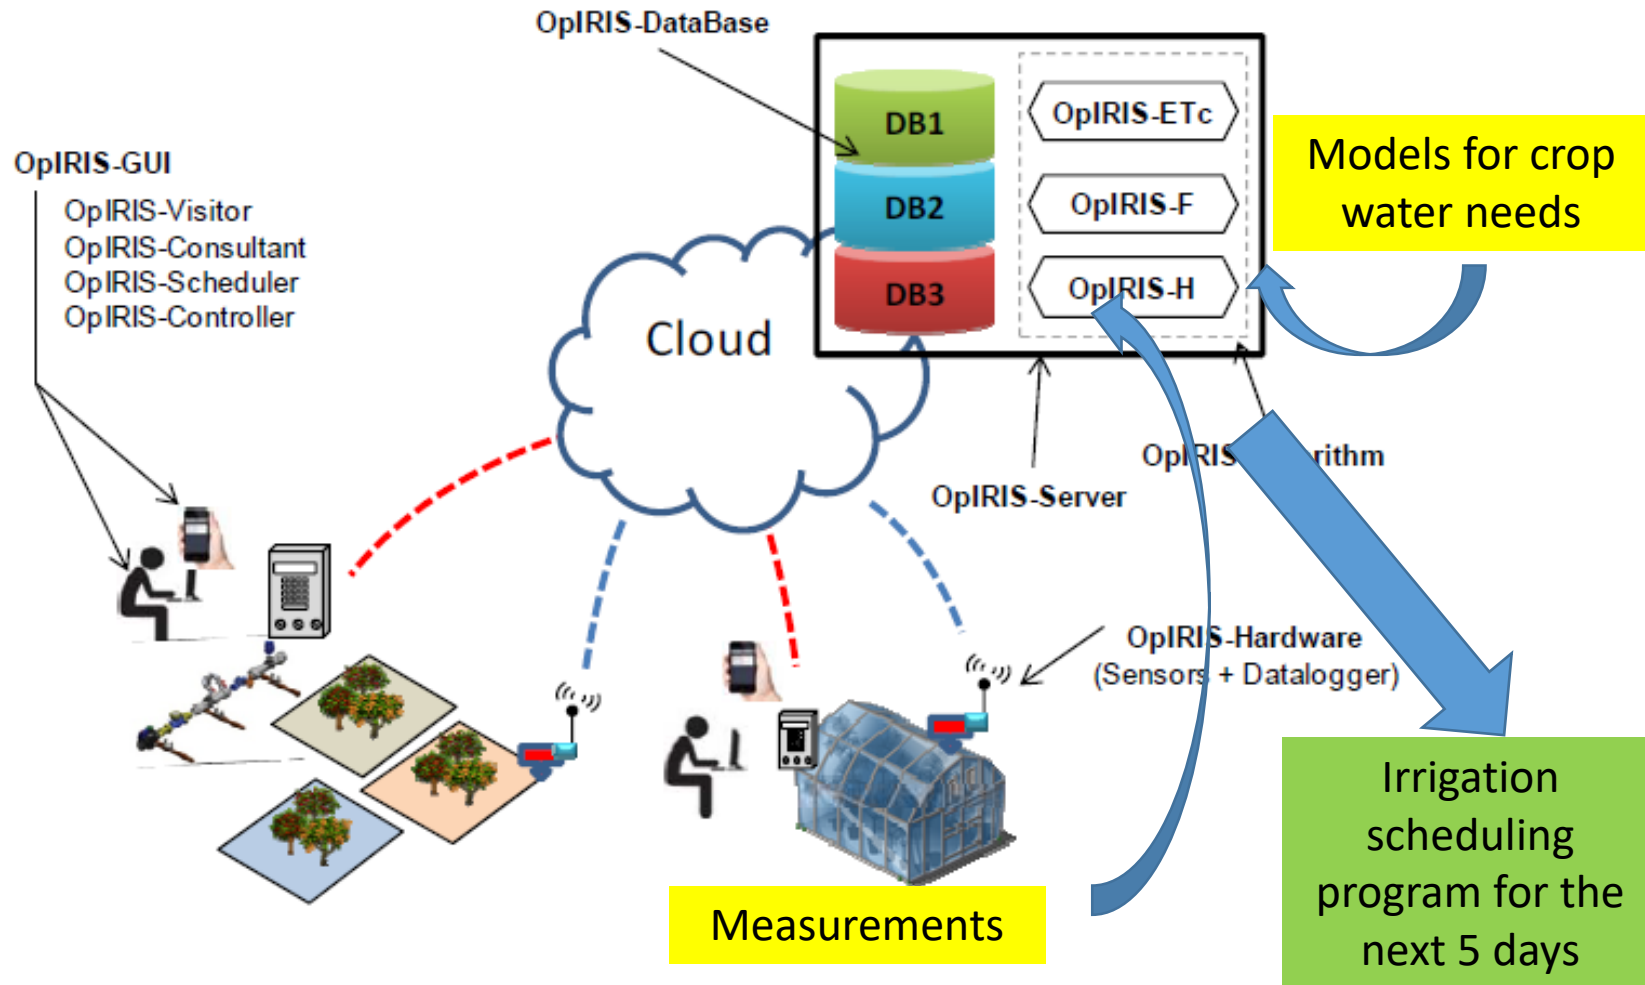 OpIRIS-DataBase
DB1
DB2
DB3
OpIRIS-ETc
OpIRIS-F
OpIRIS-H
Models for crop
water needs
OpIRIS-GUI
OpIRIS-Visitor
OpIRIS-Consultant
OpIRIS-Scheduler
OpIRIS-Controller
Cloud
OpIRIS-Server
OpIRIS
rithm
OpIRIS-Hardware
(Sensors + Datalogger)
Measurements
Irrigation
scheduling
program for the
next 5 days